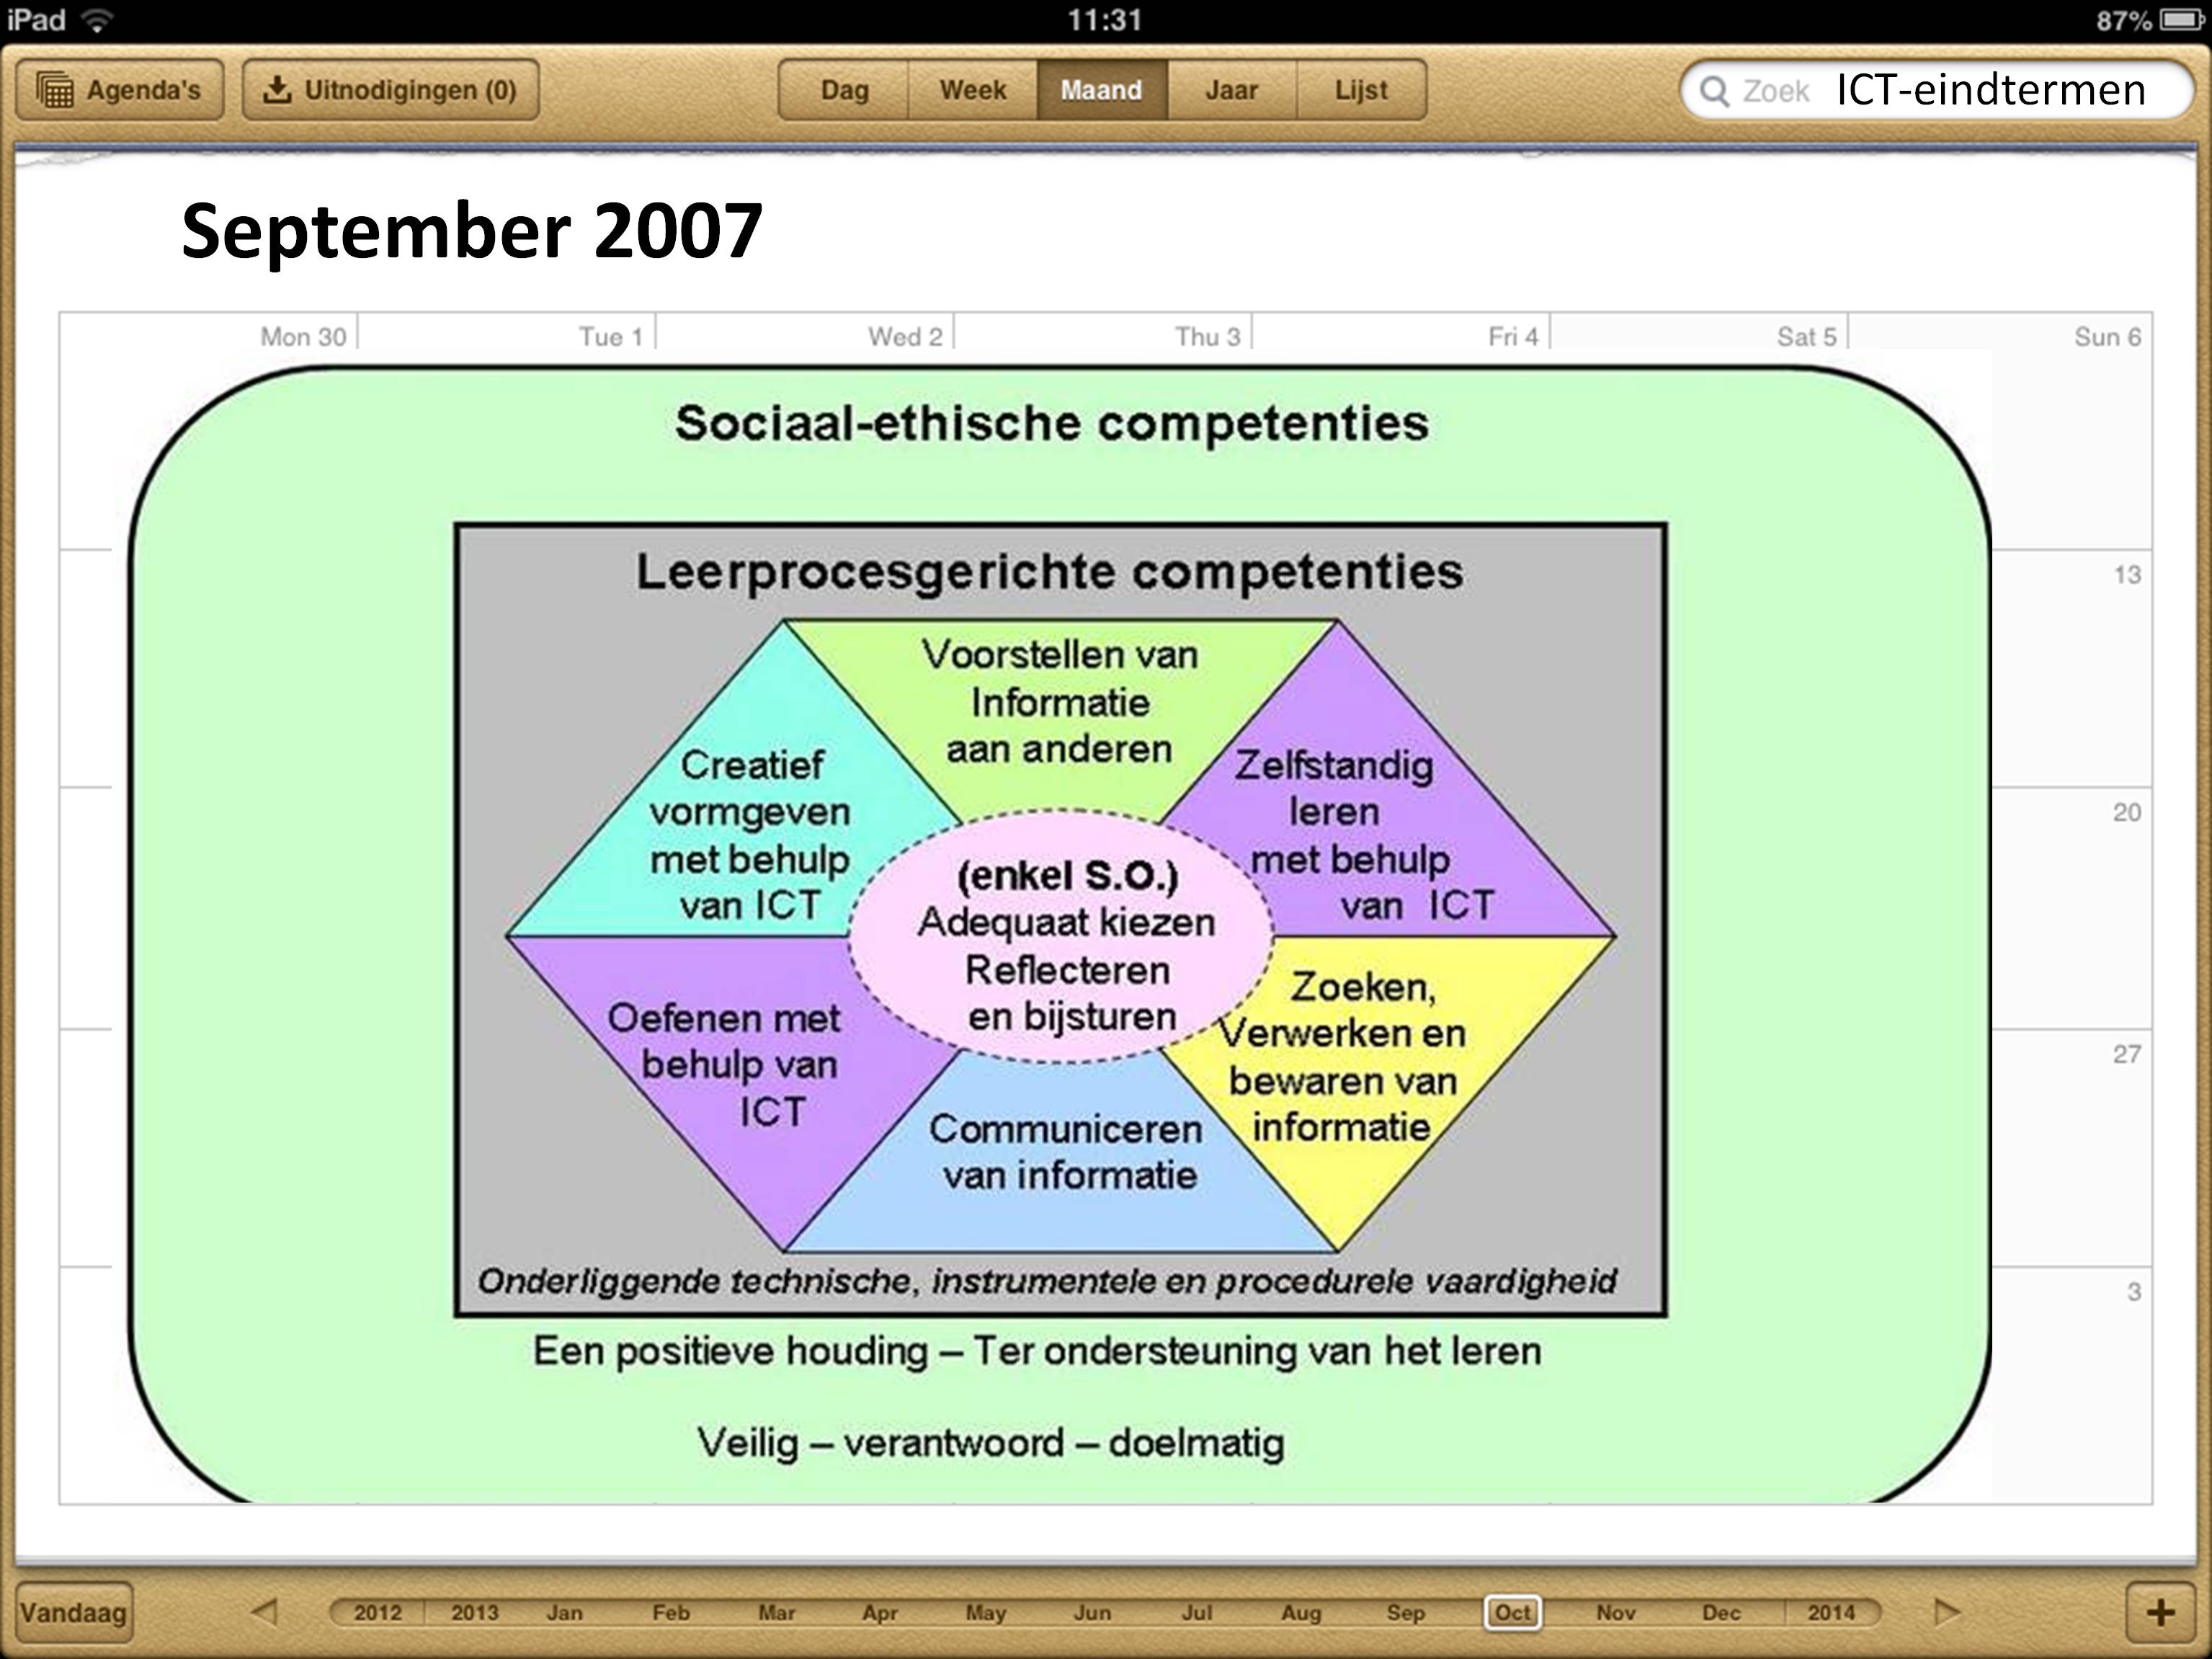 iPad
11:31
87%
Agenda's
Uitnodigingen (0)
Dag
Week
Maand
Jaar
Lijst
Zoek ICT-eindtermen
September 2007
Mon 30
Tue 1
Wed 2
Thu 3
Fri 4
Sat 5
Sun 6
Sociaal-ethische competenties
Leerprocesgerichte competenties
Voorstellen van
Informatie
aan anderen
Creatief
vormgeven
met behulp
van ICT
Zelfstandig
leren
met behulp
van ICT
(enkel S.O.)
Adequaat kiezen
Reflecteren
en bijsturen
Oefenen met
behulp van
ICT
Zoeken,
Verwerken en
bewaren van
informatie
Communiceren
van informatie
Onderliggende technische, instrumentele en procedurele vaardigheid
Een positieve houding – Ter ondersteuning van het leren
Veilig – verantwoord – doelmatig
13
20
27
3
Vandaag
2012
2013
Jan
Feb
Mar
Apr
May
Jun
Jul
Aug
Sep
Oct
Nov
Dec
2014
+